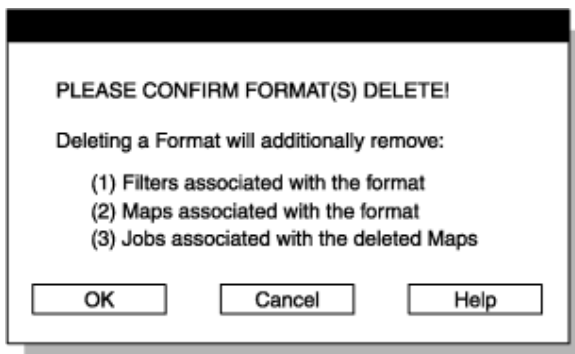 PLEASE CONFIRM FORMAT(S) DELETE!
Deleting a Format will additionally remove:
(1) Filters associated with the format
(2) Maps associated with the format
(3) Jobs associated with the deleted Maps
OK Cancel Help